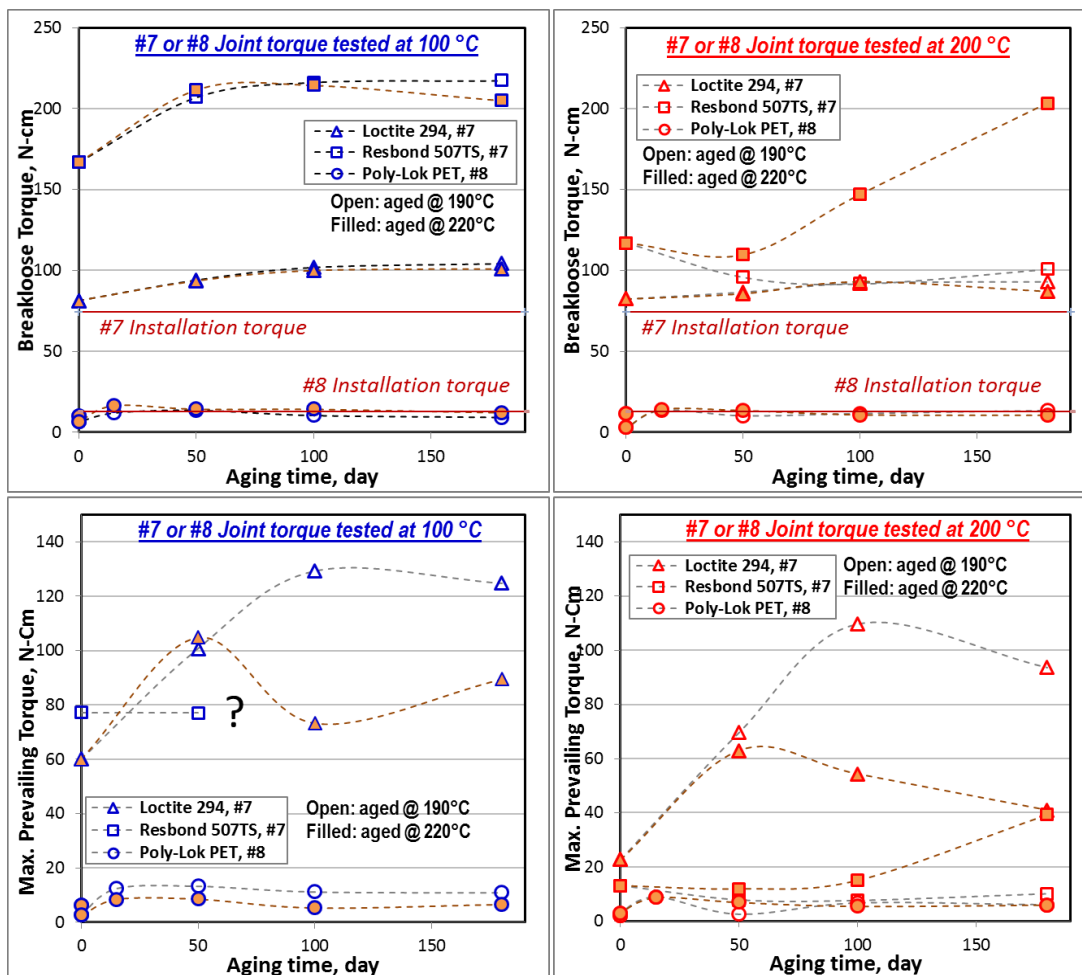 #7 or #8 Joint torque tested at 100 °C
Breakloose Torque, N-cm
250
200
150
100
50
0
Loctite 294, #7
Resbond 507TS, #7
Poly-Lok PET, #8
Open: aged @ 190°C
Filled: aged @ 220°C
#7 Installation torque
#8 Installation torque
0 50 100 150
Aging time, day
#7 or #8 Joint torque tested at 200 °C
Breakloose Torque, N-cm
250
200
150
100
50
0
Loctite 294, #7
Resbond 507TS, #7
Poly-Lok PET, #8
Open: aged @ 190°C
Filled: aged @ 220°C
#7 Installation torque
#8 Installation torque
0 50 100 150
Aging time, day
#7 or #8 Joint torque tested at 100 °C
Max. Prevailing Torque, N-Cm
140
120
100
80
60
40
20
0
?
Loctite 294, #7
Resbond 507TS, #7
Poly-Lok PET, #8
Open: aged @ 190°C
Filled: aged @ 220°C
0 50 100 150
Aging time, day
#7 or #8 Joint torque tested at 200 °C
Max. Prevailing Torque, N-Cm
140
120
100
80
60
40
20
0
Loctite 294, #7
Resbond 507TS, #7
Poly-Lok PET, #8
Open: aged @ 190°C
Filled: aged @ 220°C
0 50 100 150
Aging time, day